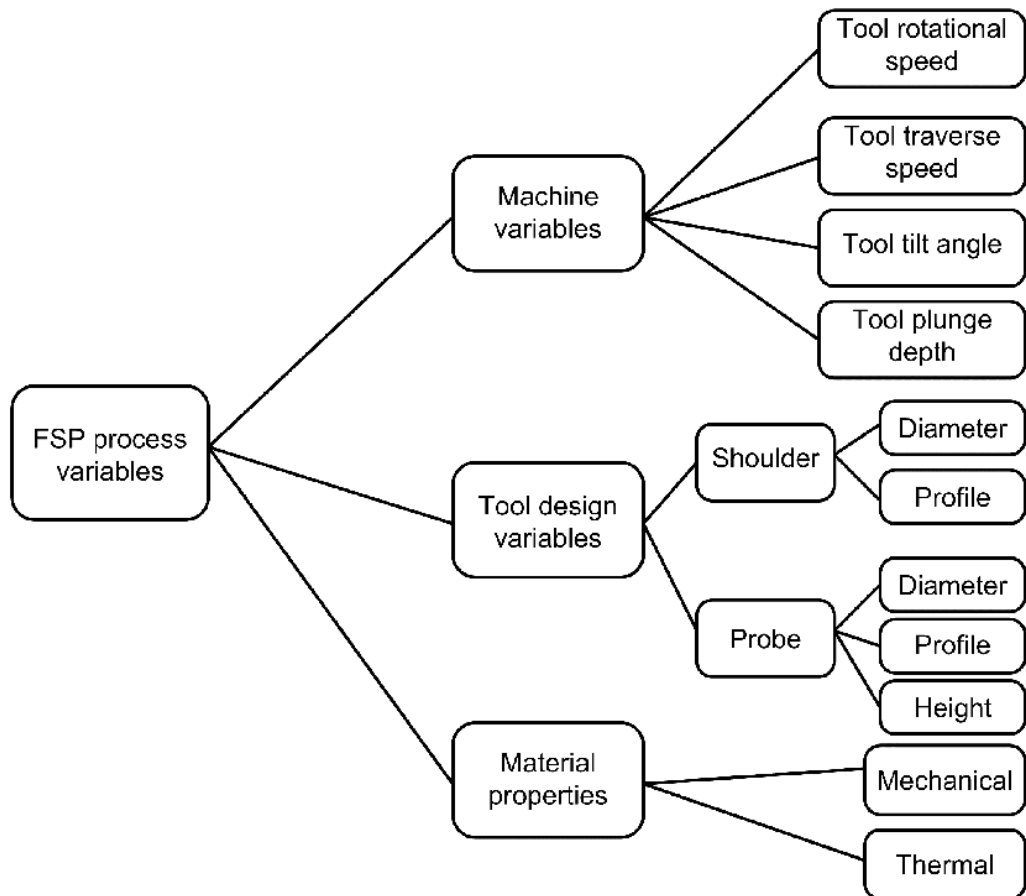 Tool rotational
speed
Tool traverse
speed
Machine
variables
Tool tilt angle
Tool plunge
depth
FSP process
variables
Diameter
Shoulder
Profile
Tool design
variables
Diameter
Probe
Profile
Height
Material
properties
Mechanical
Thermal